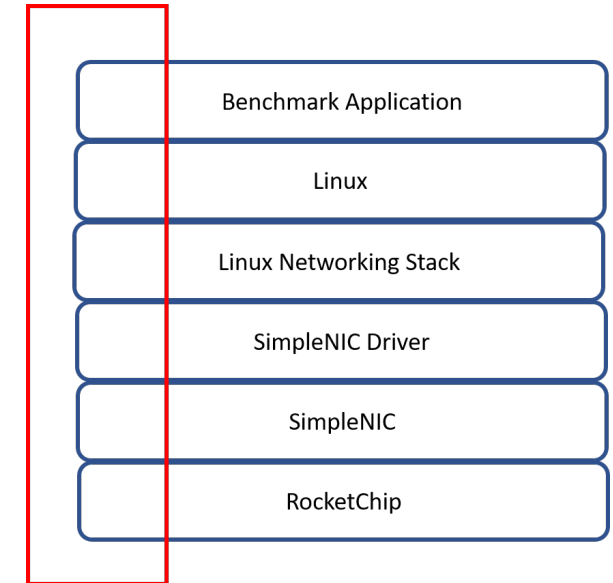 Benchmark Application
Linux
Linux Networking Stack
SimpleNIC Driver
SimpleNIC
RocketChip